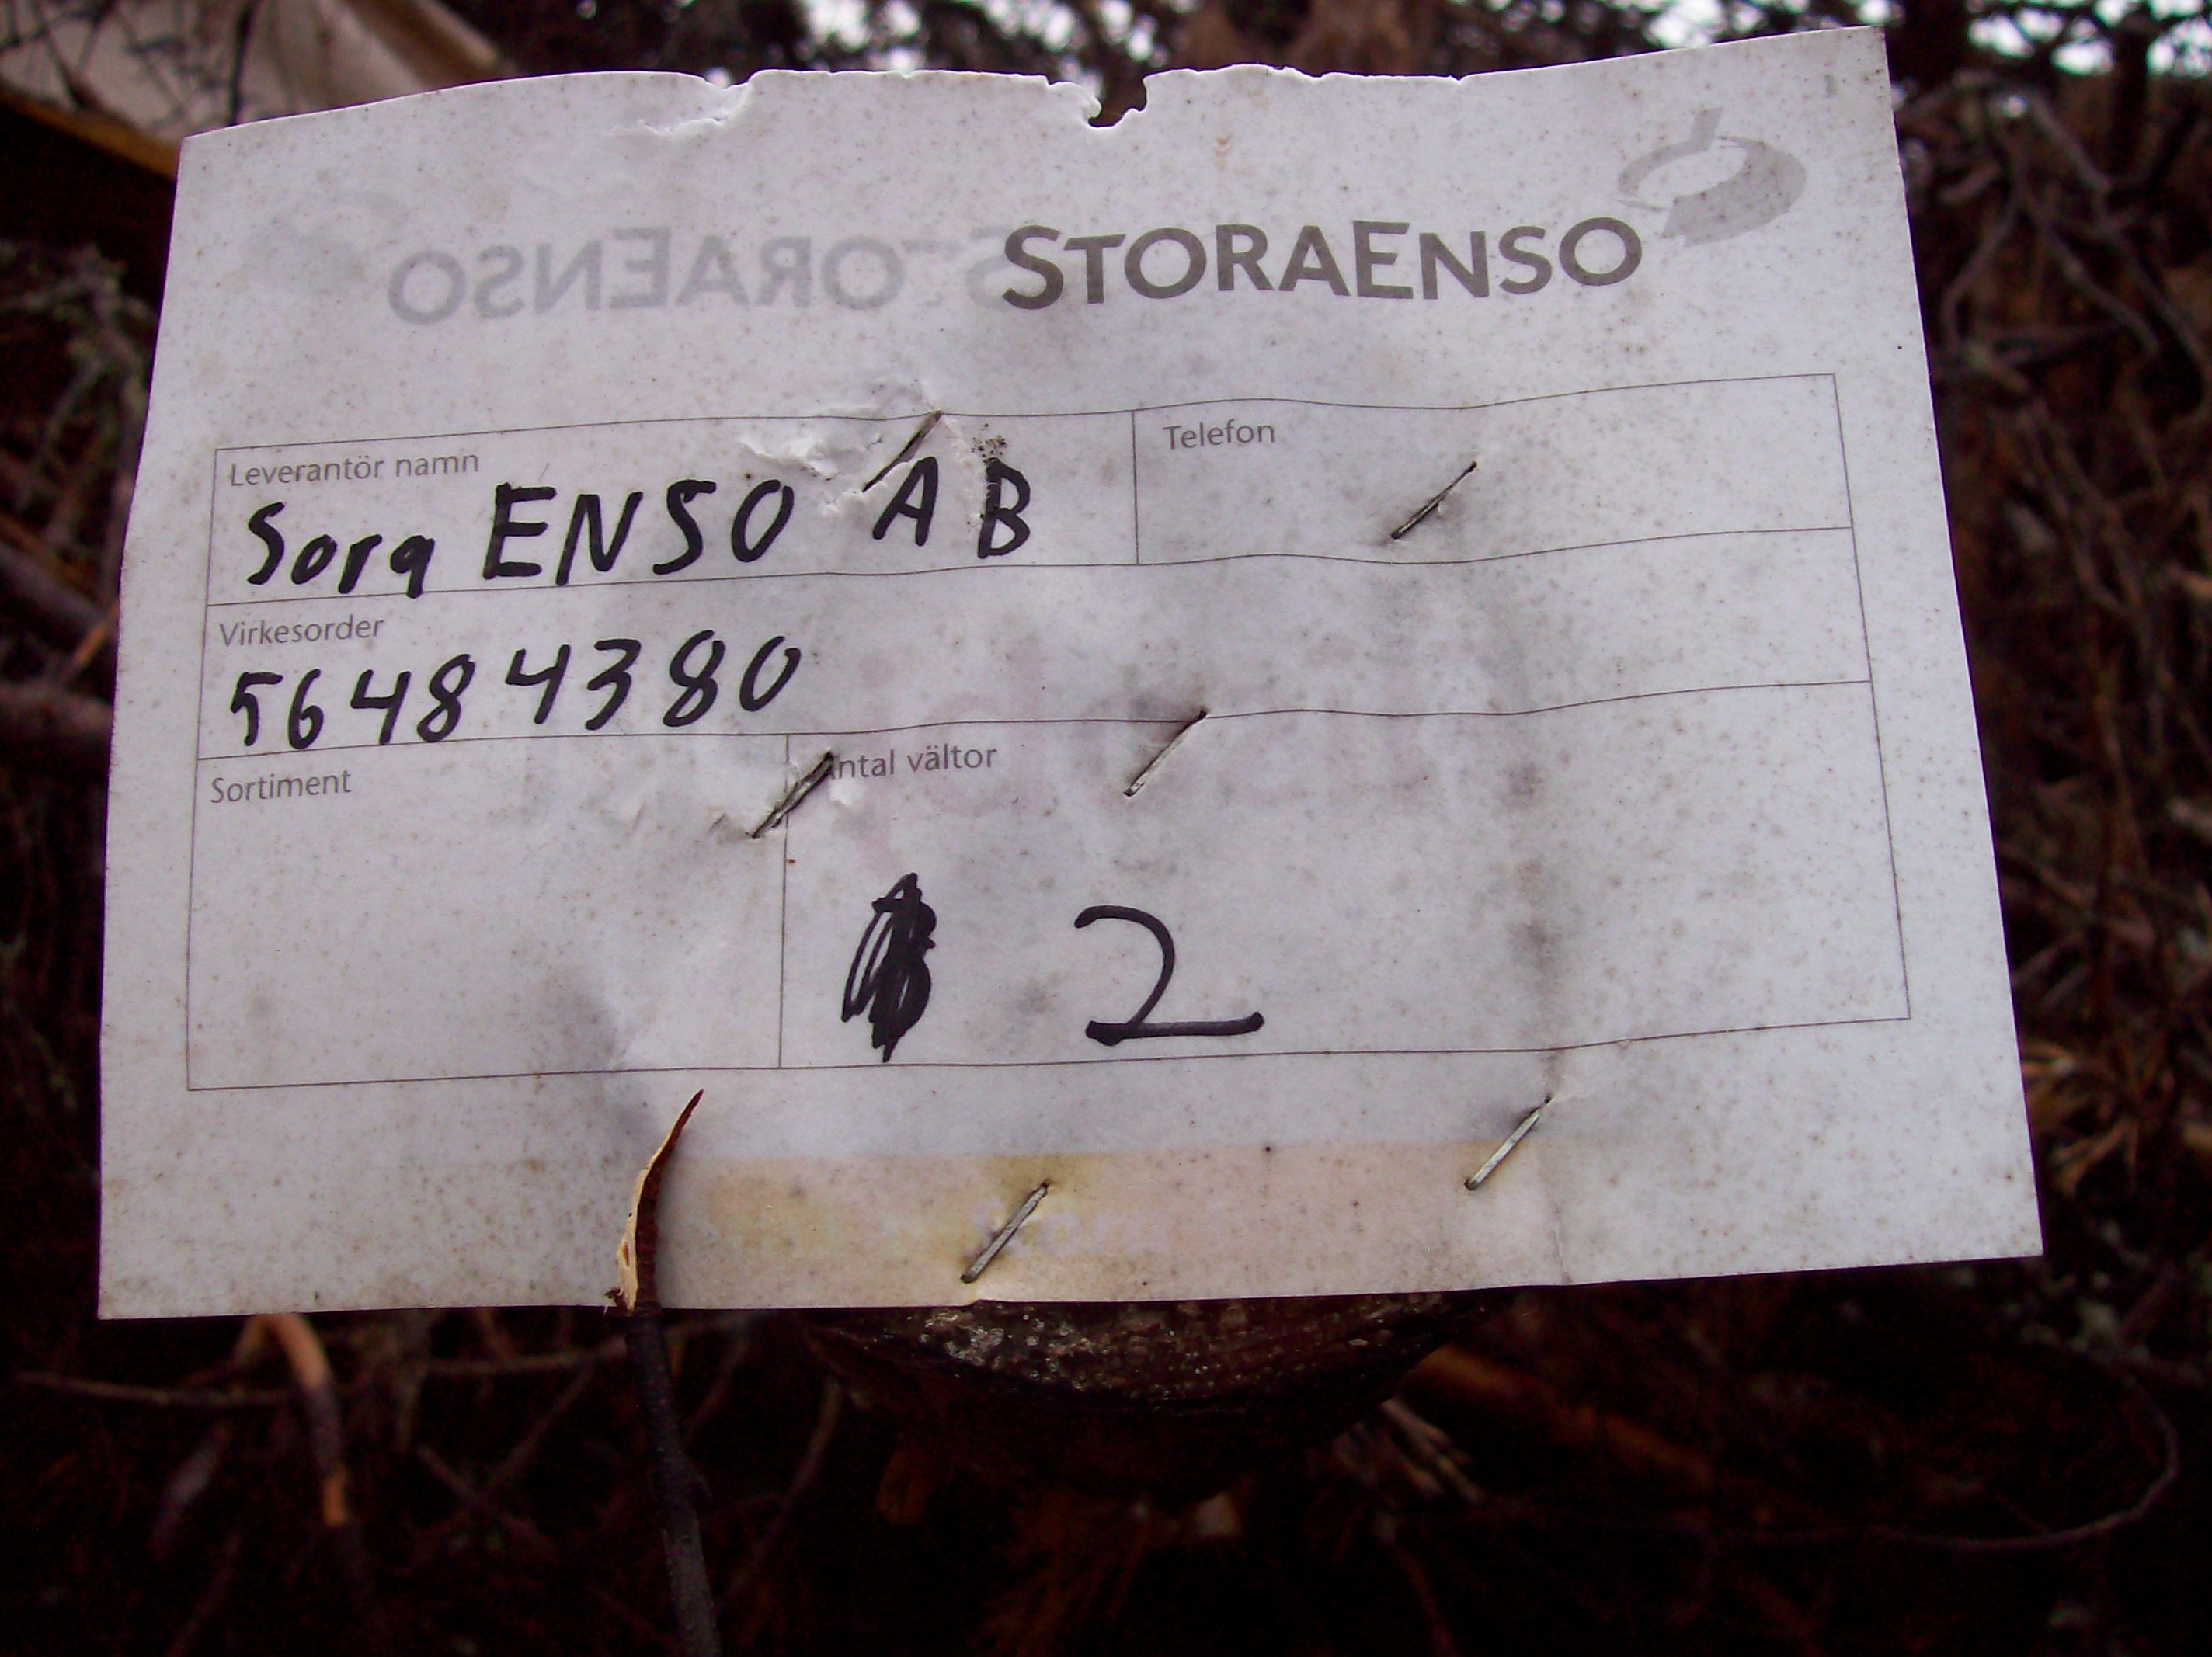 STORAENSO
Leverantör namn
Telefon
Sora ENSO AB
Virkesorder
56484380
Sortiment
Antal vältor
2